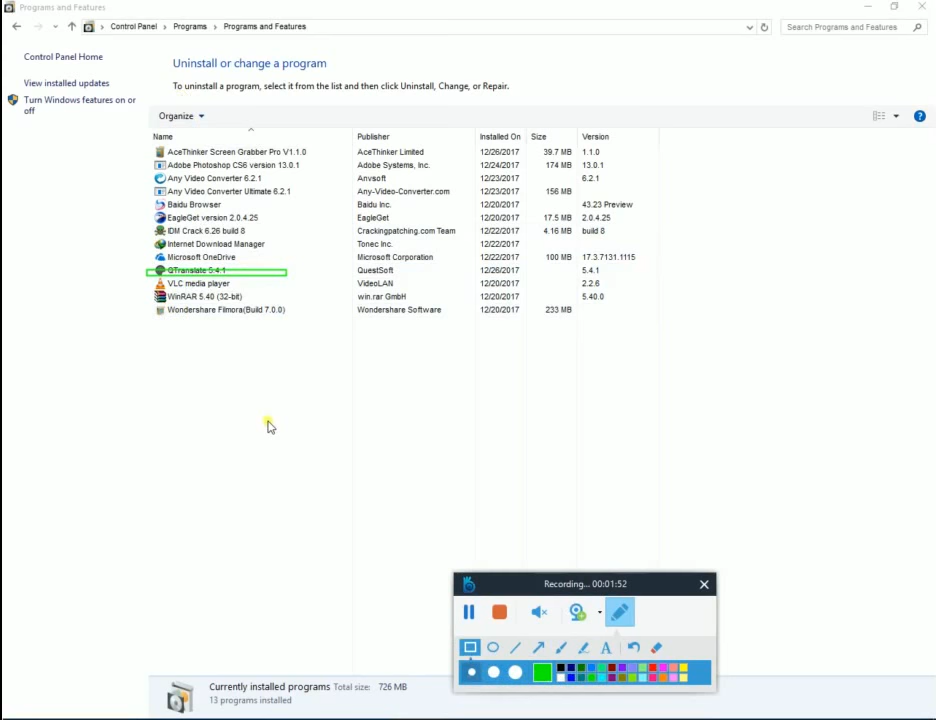 Programs and Features
Control Panel > Programs > Programs and Features
Search Programs and Features
Control Panel Home
View installed updates
Turn Windows features on or
off
Uninstall or change a program
To uninstall a program, select it from the list and then click Uninstall, Change, or Repair.
Organize
Name Publisher Installed On Size Version
AceThinker Screen Grabber Pro V1.1.0 AceThinker Limited 12/26/2017 39.7 MB 1.1.0
Adobe Photoshop CS6 version 13.0.1 Adobe Systems, Inc. 12/24/2017 174 MB 13.0.1
Any Video Converter 6.2.1 Anvsoft 12/23/2017 6.2.1
Any Video Converter Ultimate 6.2.1 Any-Video-Converter.com 12/23/2017 156 MB
Baidu Browser Baidu Inc. 12/20/2017 43.23 Preview
EagleGet version 2.0.4.25 EagleGet 12/20/2017 17.5 MB 2.0.4.25
IDM Crack 6.26 build 8 Crackingpatching.com Team 12/22/2017 4.16 MB build 8
Internet Download Manager Tonec Inc. 12/22/2017
Microsoft OneDrive Microsoft Corporation 12/22/2017 100 MB 17.3.7131.1115
QTranslate 5.4.1 QuestSoft 12/26/2017 5.4.1
VLC media player VideoLAN 12/20/2017 2.2.6
WinRAR 5.40 (32-bit) win.rar GmbH 12/20/2017 5.40.0
Wondershare Filmora(Build 7.0.0) Wondershare Software 12/20/2017 233 MB
Recording... 00:01:52
A
Currently installed programs Total size: 726 MB
13 programs installed